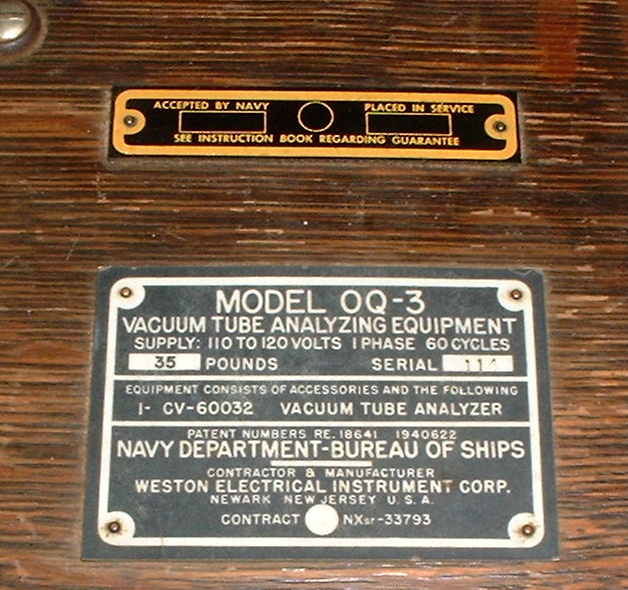 ACCEPTED BY NAVY PLACED IN SERVICE
SEE INSTRUCTION BOOK REGARDING GUARANTEE
MODEL OQ-3
VACUUM TUBE ANALYZING EQUIPMENT
SUPPLY: 110 TO 120 VOLTS 1 PHASE 60 CYCLES
35 POUNDS SERIAL
EQUIPMENT CONSISTS OF ACCESSORIES AND THE FOLLOWING
1- CV-60032 VACUUM TUBE ANALYZER
PATENT NUMBERS RE. 18641 1940622
NAVY DEPARTMENT-BUREAU OF SHIPS
CONTRACTOR & MANUFACTURER
WESTON ELECTRICAL INSTRUMENT CORP.
NEWARK NEW JERSEY U.S.A.
CONTRACT NXsr-33793